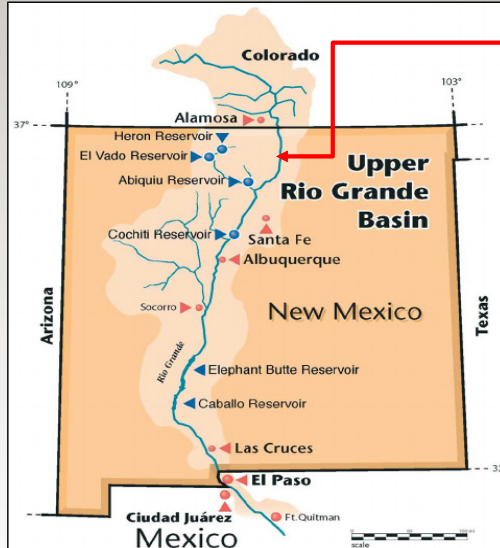 Colorado
109°
103°
37°
Alamosa
Heron Reservoir
El Vado Reservoir
Abiquiu Reservoir
Upper
Rio Grande
Basin
Cochiti Reservoir
Santa Fe
Albuquerque
Arizona
Socorro
New Mexico
Texas
Rio Grande
Elephant Butte Reservoir
Caballo Reservoir
Las Cruces
El Paso
Ciudad Juárez
Ft.Quitman
Mexico
scale